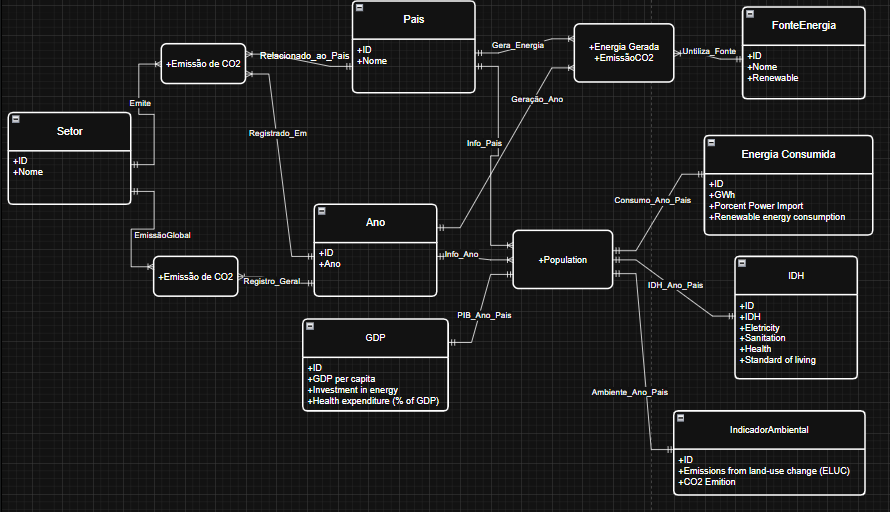 Pais
+ID
+Nome
+Emissão de CO2
Relacionado_ao_Pais
Gera_Energia
+Energia Gerada
+EmissãoCO2
Untiliza_Fonte
FonteEnergia
+ID
+Nome
+Renewable
Emite
Setor
+ID
+Nome
Registrado_Em
Geração_Ano
Info_Pais
Energia Consumida
+ID
+GWh
+Porcent Power Import
+Renewable energy consumption
Consumo_Ano_Pais
EmissãoGlobal
+Emissão de CO2
Registro_Geral
Ano
+ID
+Ano
Info_Ano
+Population
IDH_Ano_Pais
IDH
+ID
+IDH
+Eletricity
+Sanitation
+Health
+Standard of living
PIB_Ano_Pais
GDP
+ID
+GDP per capita
+Investment in energy
+Health expenditure (% of GDP)
Ambiente_Ano_Pais
IndicadorAmbiental
+ID
+Emissions from land-use change (ELUC)
+CO2 Emition